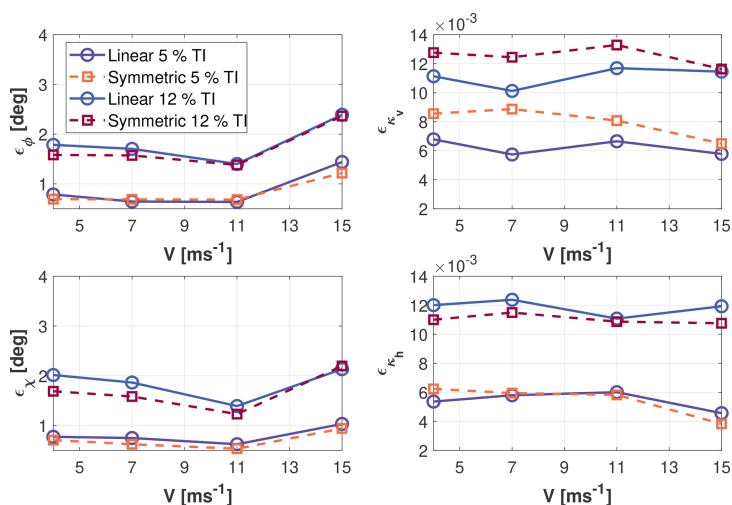 4
3
2
1
ϵ_ϕ [deg]
Linear 5 % TI
Symmetric 5 % TI
Linear 12 % TI
Symmetric 12 % TI
5 7 9 11 13 15
V [ms⁻¹]
×10⁻³
14
12
10
8
6
4
2
ϵ_κ_v
5 7 9 11 13 15
V [ms⁻¹]
4
3
2
1
ϵ_χ [deg]
5 7 9 11 13 15
V [ms⁻¹]
×10⁻³
14
12
10
8
6
4
2
ϵ_κ_h
5 7 9 11 13 15
V [ms⁻¹]